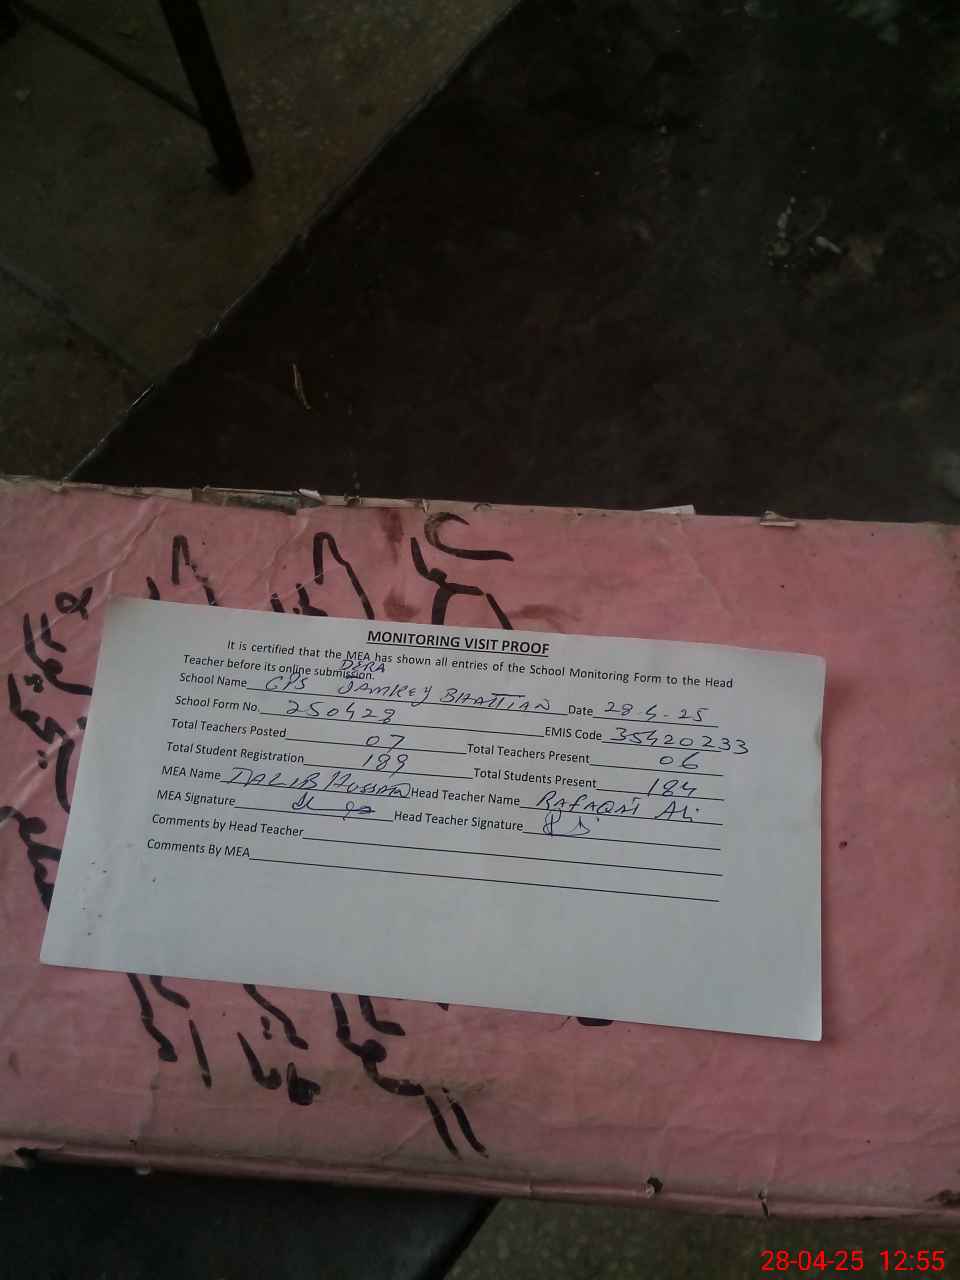 MONITORING VISIT PROOF
It is certified that the MEA has shown all entries of the School Monitoring Form to the Head
Teacher before its online submission.
DERA
School Name GPS JAMKEY BHATTIAN Date 28-4-25
School Form No. 250428 EMIS Code 35420233
Total Teachers Posted 07 Total Teachers Present 06
Total Student Registration 189 Total Students Present 184
MEA Name TALIB HUSSAIN Head Teacher Name RAFAQAT Ali
MEA Signature Head Teacher Signature
Comments by Head Teacher
Comments By MEA
28-04-25 12:55